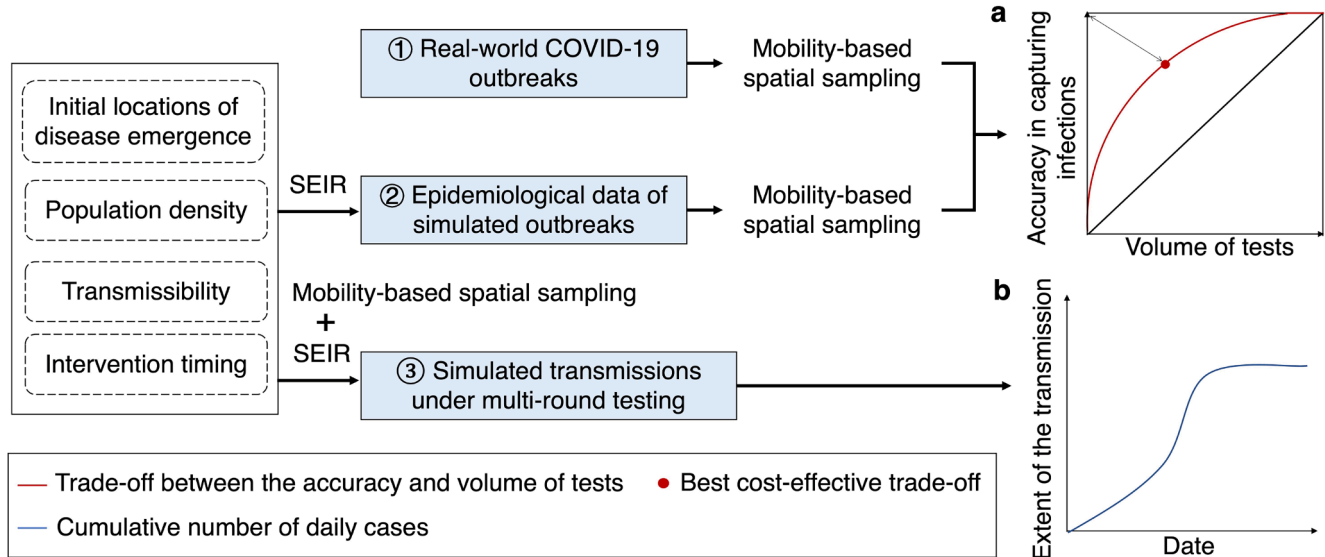 Initial locations of
disease emergence
Population density
Transmissibility
Intervention timing
SEIR
Mobility-based spatial sampling
+
SEIR
① Real-world COVID-19
outbreaks
② Epidemiological data of
simulated outbreaks
③ Simulated transmissions
under multi-round testing
Mobility-based
spatial sampling
Mobility-based
spatial sampling
a
Accuracy in capturing
infections
Volume of tests
b
Extent of the transmission
Date
Trade-off between the accuracy and volume of tests
Best cost-effective trade-off
Cumulative number of daily cases